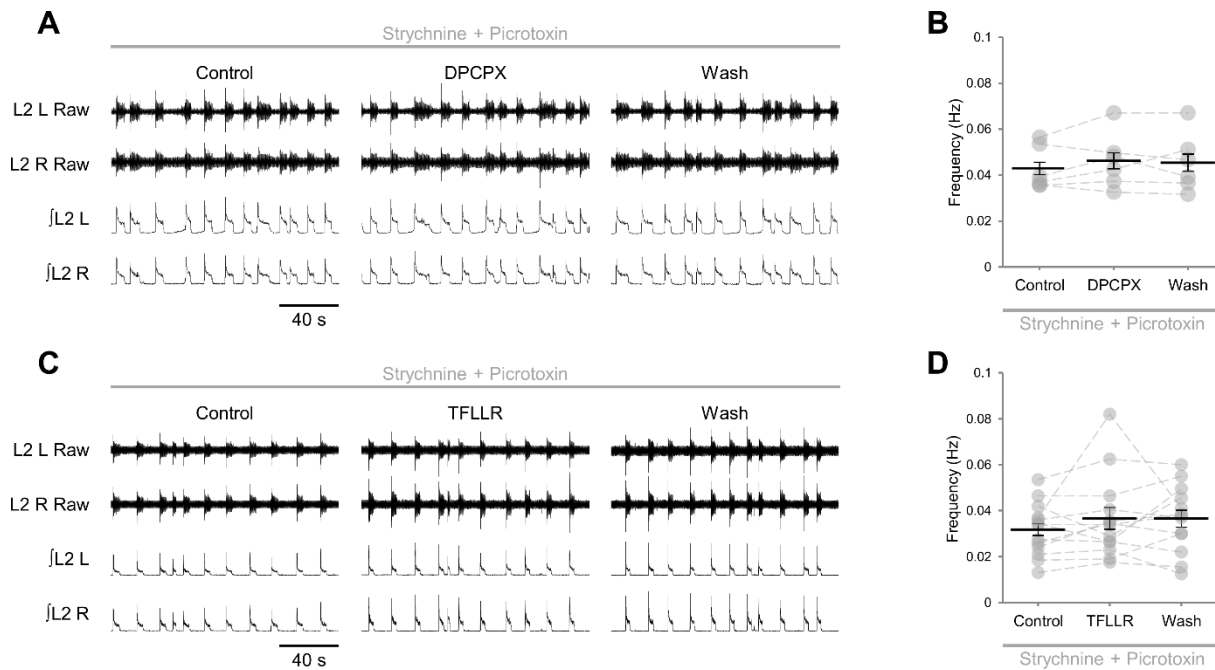 A
Strychnine + Picrotoxin
Control DPCPX Wash
L2 L Raw
L2 R Raw
∫L2 L
∫L2 R
40 s
B
0.1
0.08
0.06
0.04
0.02
0
Frequency (Hz)
Control DPCPX Wash
Strychnine + Picrotoxin
C
Strychnine + Picrotoxin
Control TFLLR Wash
L2 L Raw
L2 R Raw
∫L2 L
∫L2 R
40 s
D
0.1
0.08
0.06
0.04
0.02
0
Frequency (Hz)
Control TFLLR Wash
Strychnine + Picrotoxin